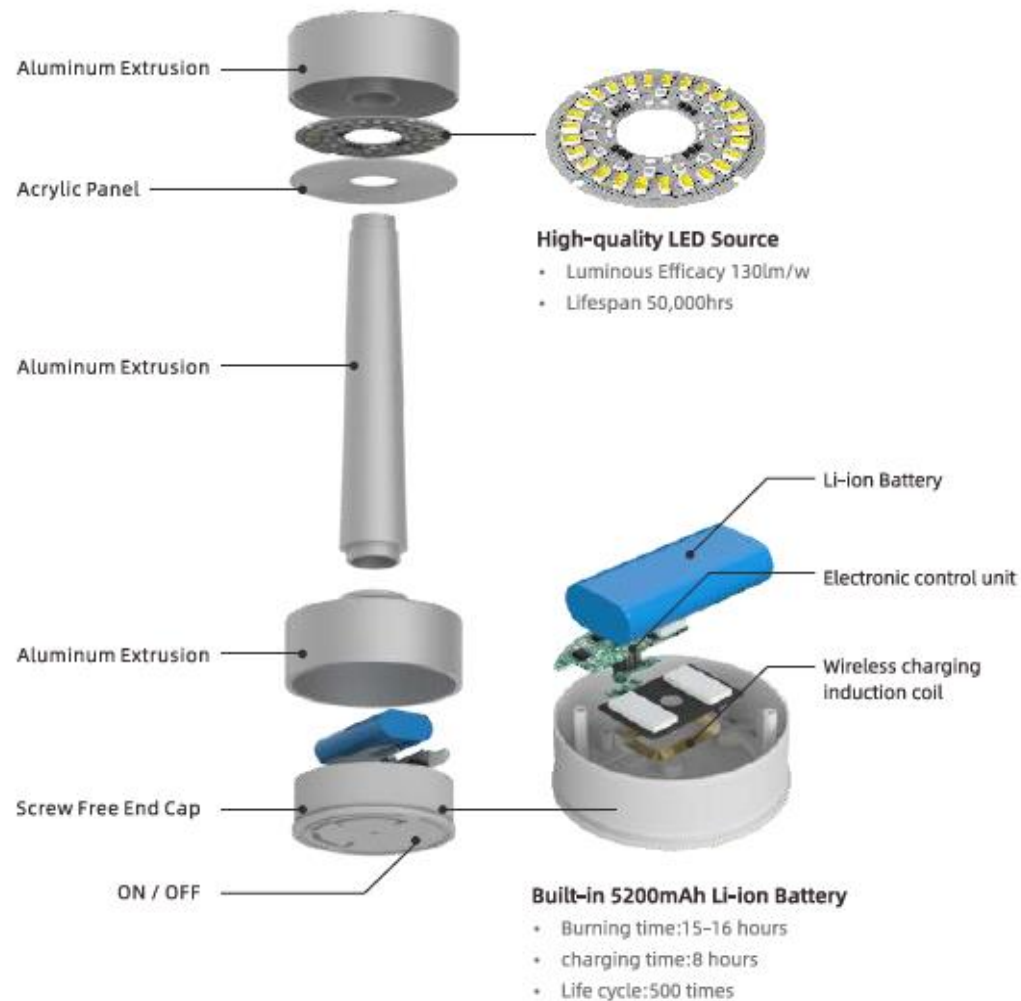 Aluminum Extrusion
Acrylic Panel
High-quality LED Source
• Luminous Efficacy 130lm/w
• Lifespan 50,000hrs
Aluminum Extrusion
Li-ion Battery
Electronic control unit
Aluminum Extrusion
Wireless charging
induction coil
Screw Free End Cap
ON / OFF
Built-in 5200mAh Li-ion Battery
• Burning time:15-16 hours
• charging time:8 hours
• Life cycle:500 times